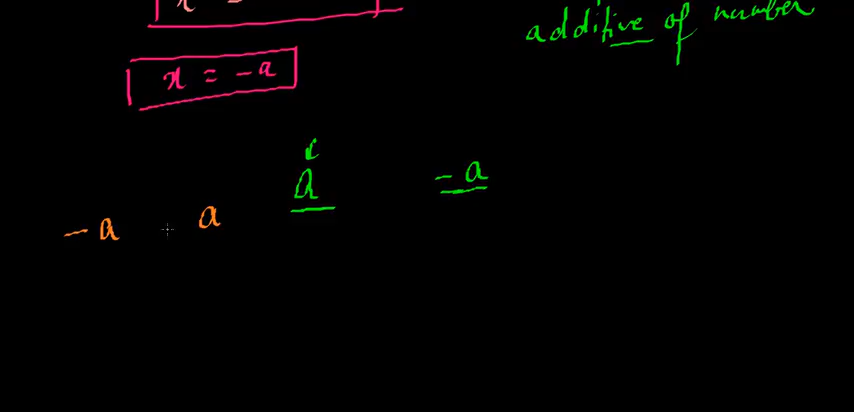 x =
additive of number
x = -a
a -a
-a a